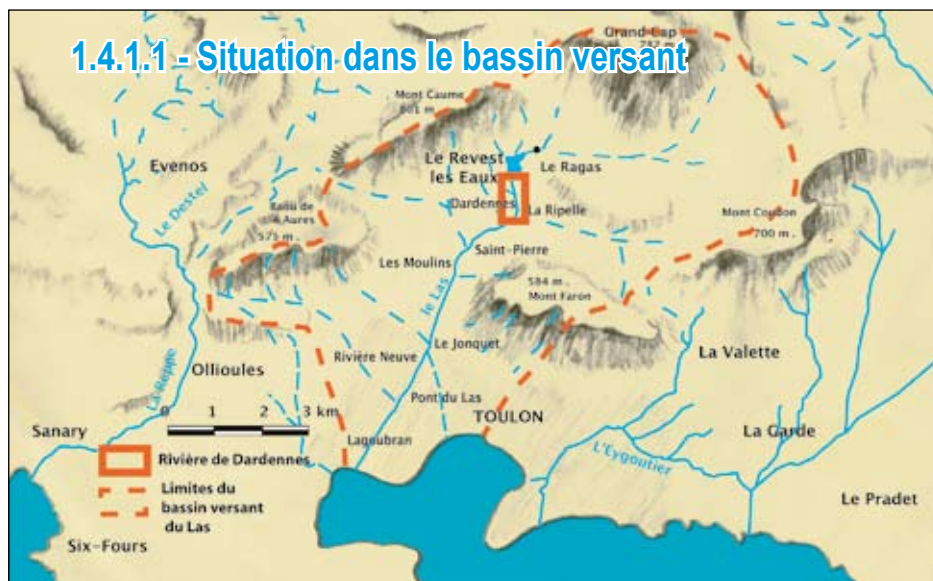 1.4.1.1 - Situation dans le bassin versant
Grand Cap
Mont Caume
801 m.
Evenos
Le Revest
les Eaux
Le Ragas
Le Destel
Dardennes
La Ripelle
4 Aures
575 m.
Mont Coudon
700 m.
Saint-Pierre
Les Moulins
le Las
584 m.
Mont Faron
Le Jonquet
La Valette
Rivière Neuve
Ollioules
La Reppe
Pont du Las
0 1 2 3 km
TOULON
Sanary
Lagoubran
La Garde
L'Eygoutier
Rivière de Dardennes
Limites du
bassin versant
du Las
Le Pradet
Six-Fours